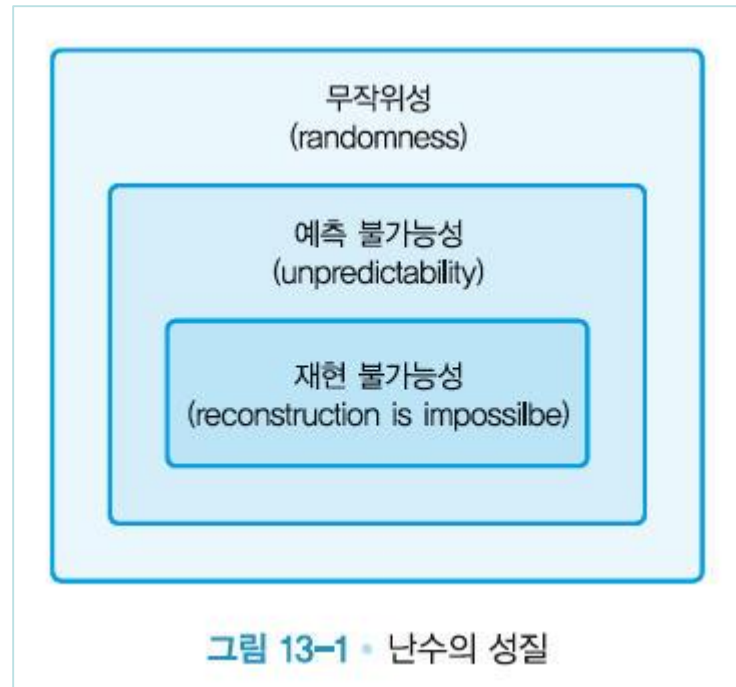 무작위성
(randomness)
예측 불가능성
(unpredictability)
재현 불가능성
(reconstruction is impossilbe)
그림 13-1 • 난수의 성질